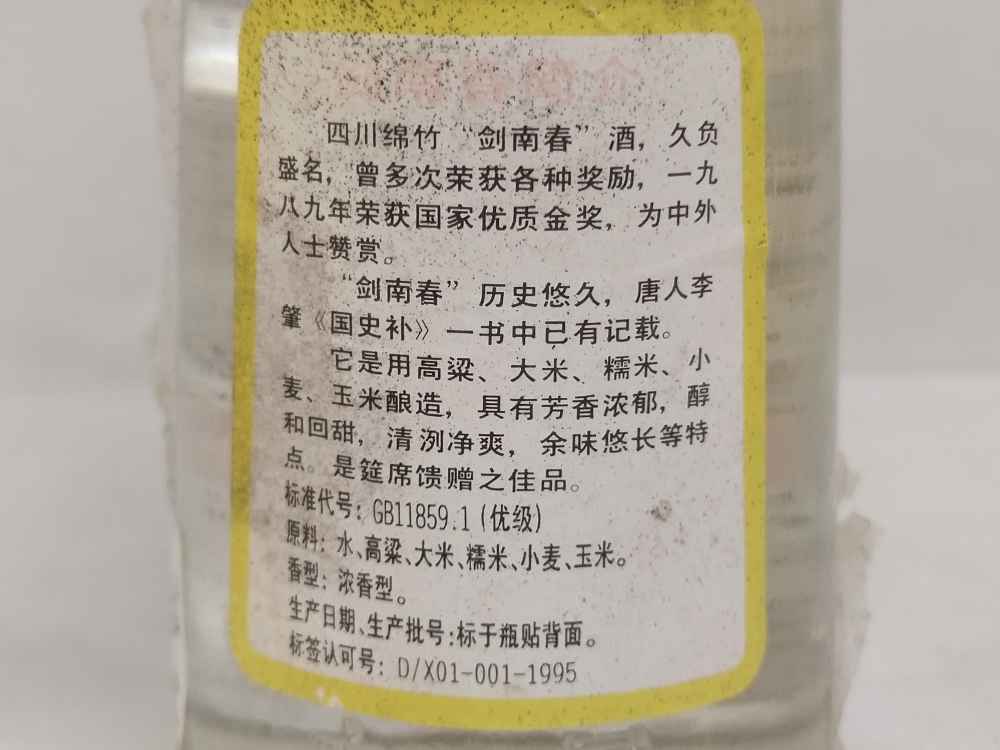 四川绵竹“剑南春”酒，久负
盛名，曾多次荣获各种奖励，一九
八九年荣获国家优质金奖，为中外
人士赞赏。
“剑南春”历史悠久，唐人李
肇《国史补》一书中已有记载。
它是用高粱、大米、糯米、小
麦、玉米酿造，具有芳香浓郁，醇
和回甜，清洌净爽，余味悠长等特
点。是筵席馈赠之佳品。
标准代号：GB11859.1（优级）
原料：水、高粱、大米、糯米、小麦、玉米。
香型：浓香型。
生产日期、生产批号：标于瓶贴背面。
标签认可号：D/X01-001-1995